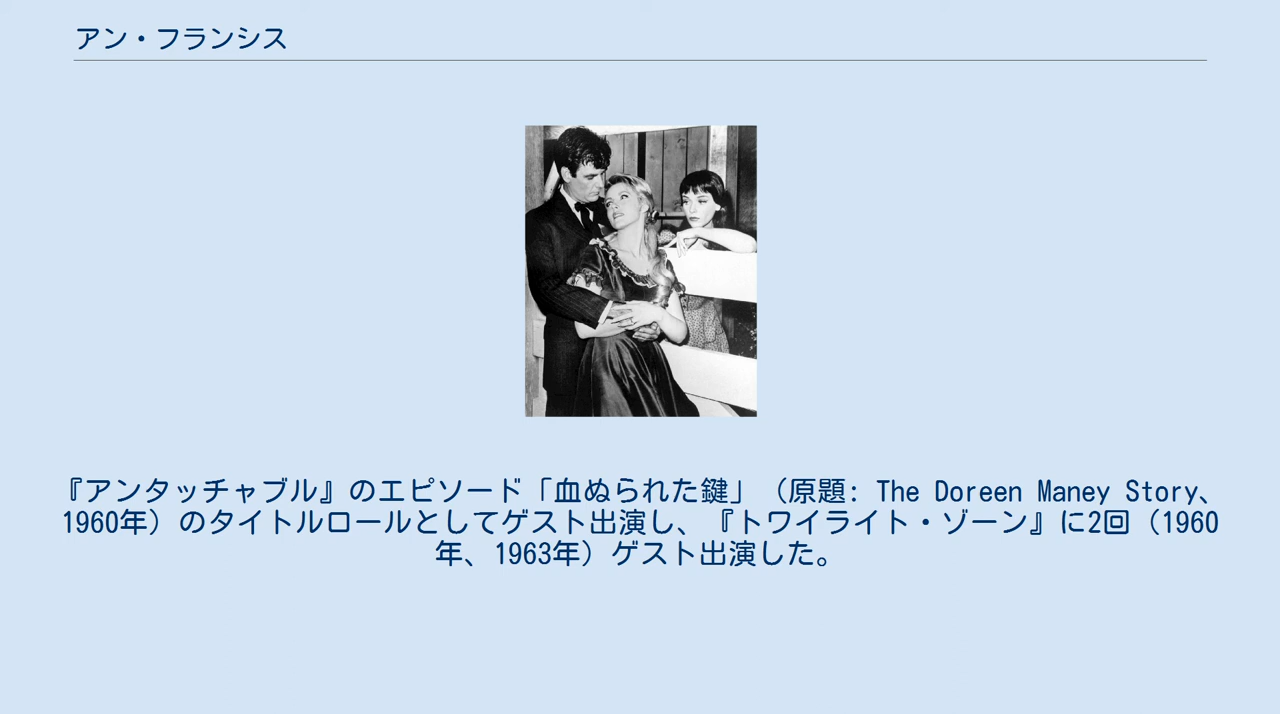 アン・フランシス
『アンタッチャブル』のエピソード「血ぬられた鍵」（原題: The Doreen Maney Story、
1960年）のタイトルロールとしてゲスト出演し、『トワイライト・ゾーン』に2回（1960
年、1963年）ゲスト出演した。